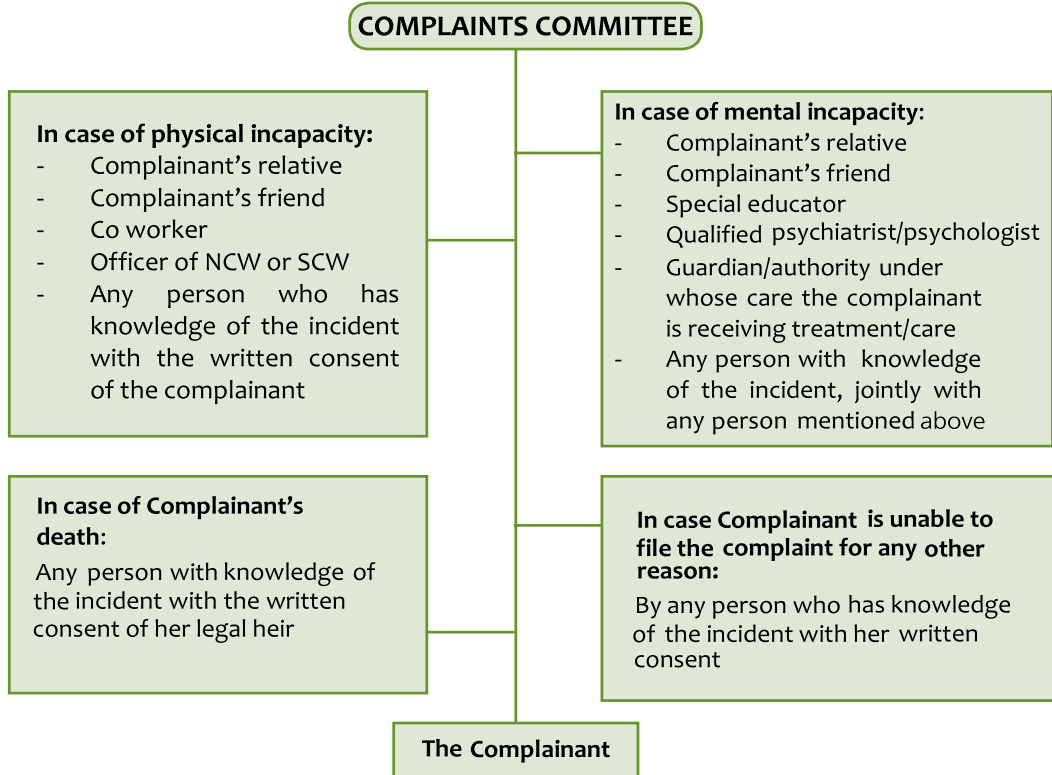 COMPLAINTS COMMITTEE
In case of physical incapacity:
- Complainant’s relative
- Complainant’s friend
- Co worker
- Officer of NCW or SCW
- Any person who has
knowledge of the incident
with the written consent
of the complainant
In case of mental incapacity:
- Complainant’s relative
- Complainant’s friend
- Special educator
- Qualified psychiatrist/psychologist
- Guardian/authority under
whose care the complainant
is receiving treatment/care
- Any person with knowledge
of the incident, jointly with
any person mentioned above
In case of Complainant’s
death:
Any person with knowledge of
the incident with the written
consent of her legal heir
In case Complainant is unable to
file the complaint for any other
reason:
By any person who has knowledge
of the incident with her written
consent
The Complainant